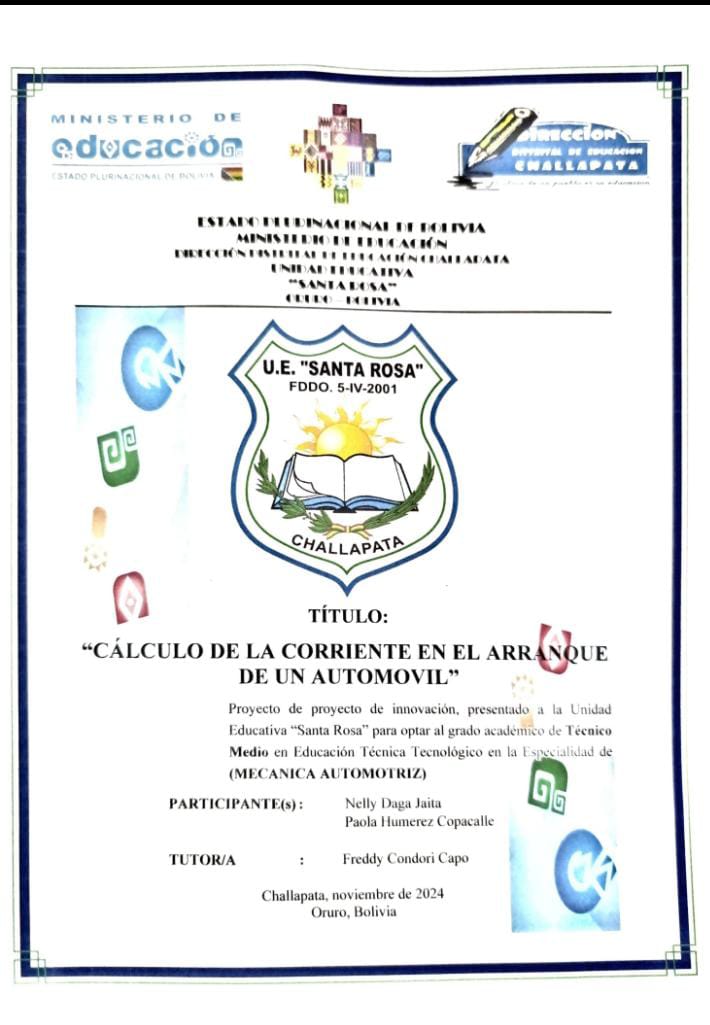 MINISTERIO DE
educación
ESTADO PLURINACIONAL DE BOLIVIA
DIRECCION
DISTRITAL DE EDUCACION
CHALLAPATA
ESTADO PLURINACIONAL DE BOLIVIA
MINISTERIO DE EDUCACIÓN
DIRECCIÓN DISTRITAL DE EDUCACIÓN CHALLAPATA
UNIDAD EDUCATIVA
"SANTA ROSA"
ORURO – BOLIVIA
U.E. "SANTA ROSA"
FDDO. 5-IV-2001
CHALLAPATA
TÍTULO:
“CÁLCULO DE LA CORRIENTE EN EL ARRANQUE
DE UN AUTOMOVIL”
Proyecto de proyecto de innovación, presentado a la Unidad
Educativa “Santa Rosa” para optar al grado académico de Técnico
Medio en Educación Técnica Tecnológico en la Especialidad de
(MECANICA AUTOMOTRIZ)
PARTICIPANTE(s) : Nelly Daga Jaita
Paola Humerez Copacalle
TUTOR/A : Freddy Condori Capo
Challapata, noviembre de 2024
Oruro, Bolivia